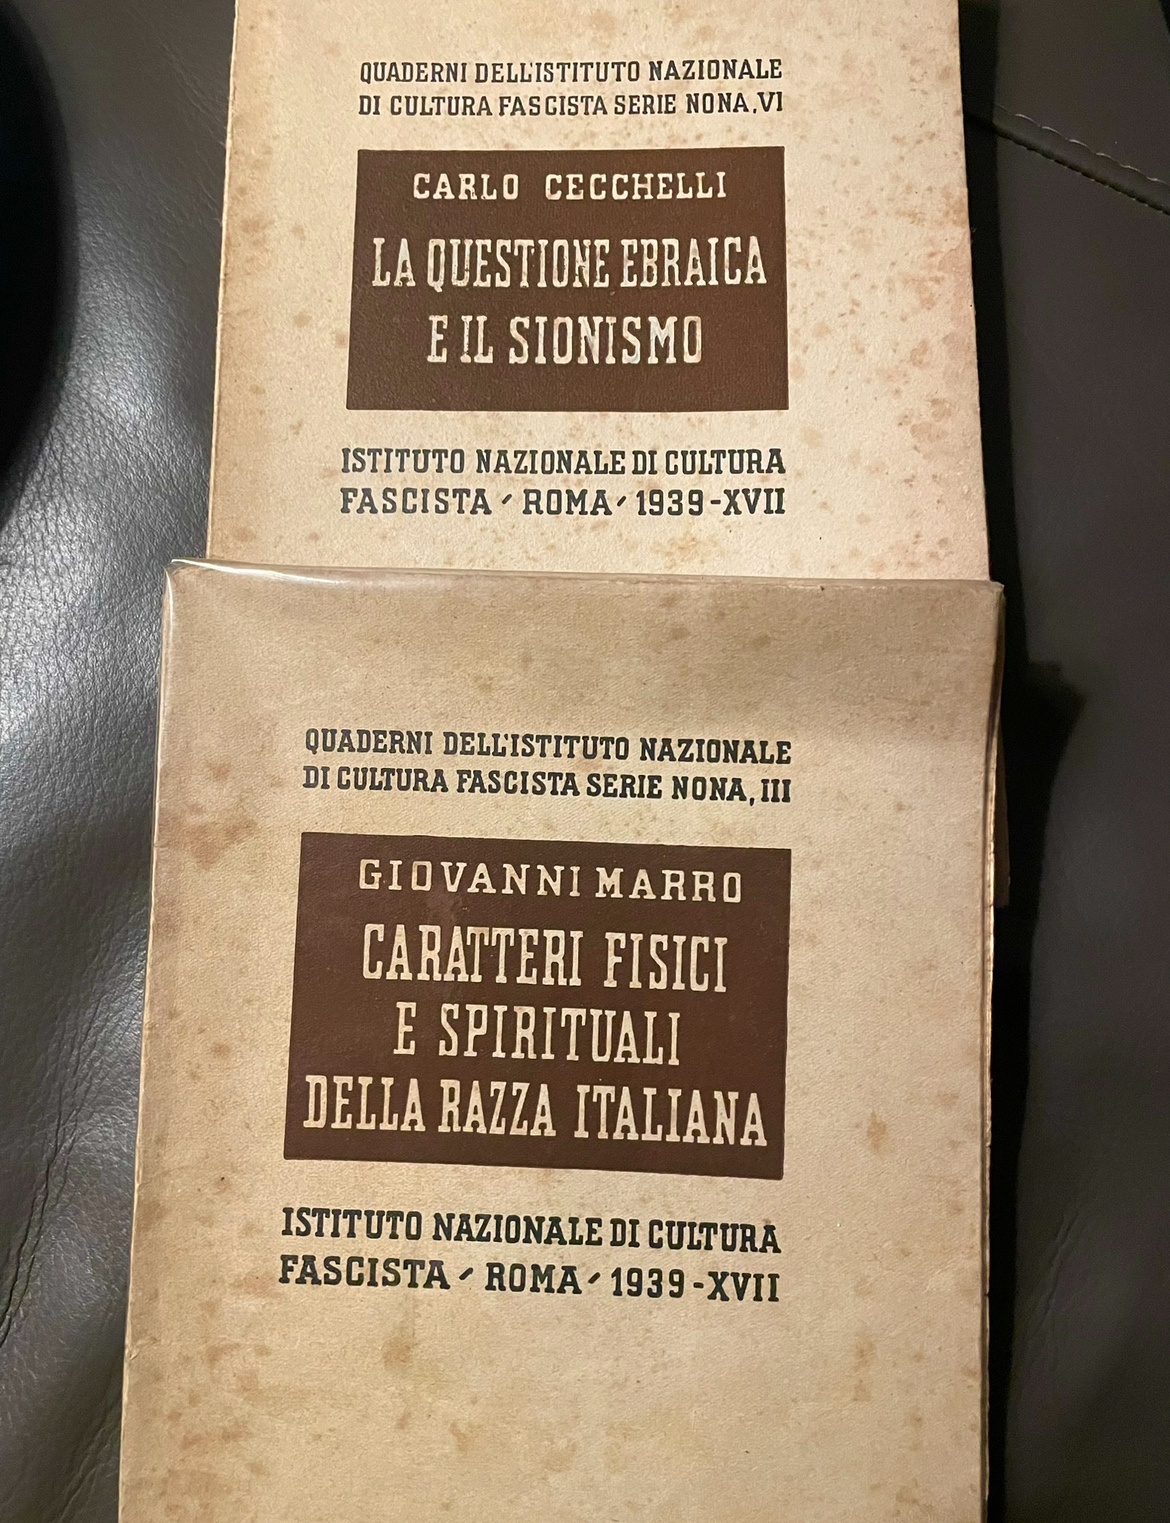 QUADERNI DELL'ISTITUTO NAZIONALE
DI CULTURA FASCISTA SERIE NONA, VI
CARLO CECCHELLI
LA QUESTIONE EBRAICA
E IL SIONISMO
ISTITUTO NAZIONALE DI CULTURA
FASCISTA - ROMA - 1939-XVII
QUADERNI DELL'ISTITUTO NAZIONALE
DI CULTURA FASCISTA SERIE NONA, III
GIOVANNI MARRO
CARATTERI FISICI
E SPIRITUALI
DELLA RAZZA ITALIANA
ISTITUTO NAZIONALE DI CULTURA
FASCISTA - ROMA - 1939-XVII